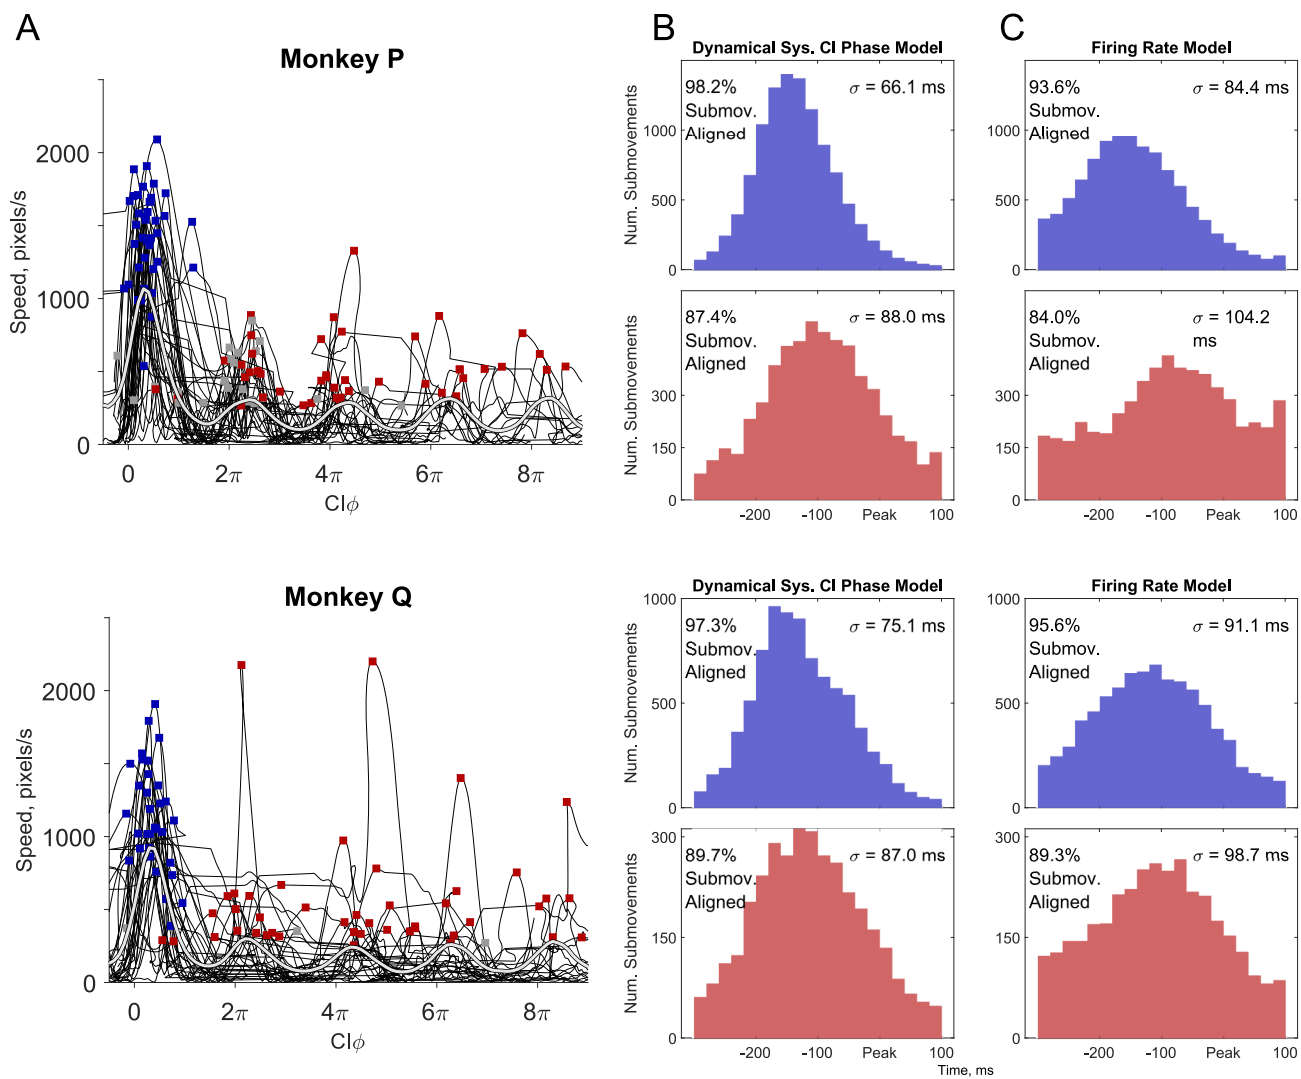 A
B
C
Monkey P
Speed, pixels/s
2000
1000
0
0
2π
4π
6π
8π
CIϕ
Dynamical Sys. CI Phase Model
98.2%
Submov.
Aligned
σ = 66.1 ms
Num. Submovements
1000
500
0
87.4%
Submov.
Aligned
σ = 88.0 ms
Num. Submovements
300
150
0
-200
-100
Peak
100
Firing Rate Model
93.6%
Submov.
Aligned
σ = 84.4 ms
1000
500
0
84.0%
Submov.
Aligned
σ = 104.2
ms
300
150
0
-200
-100
Peak
100
Monkey Q
Speed, pixels/s
2000
1000
0
0
2π
4π
6π
8π
CIϕ
Dynamical Sys. CI Phase Model
97.3%
Submov.
Aligned
σ = 75.1 ms
Num. Submovements
1000
500
0
89.7%
Submov.
Aligned
σ = 87.0 ms
Num. Submovements
300
150
0
-200
-100
Peak
100
Firing Rate Model
95.6%
Submov.
Aligned
σ = 91.1 ms
1000
500
0
89.3%
Submov.
Aligned
σ = 98.7 ms
300
150
0
-200
-100
Peak
100
Time, ms